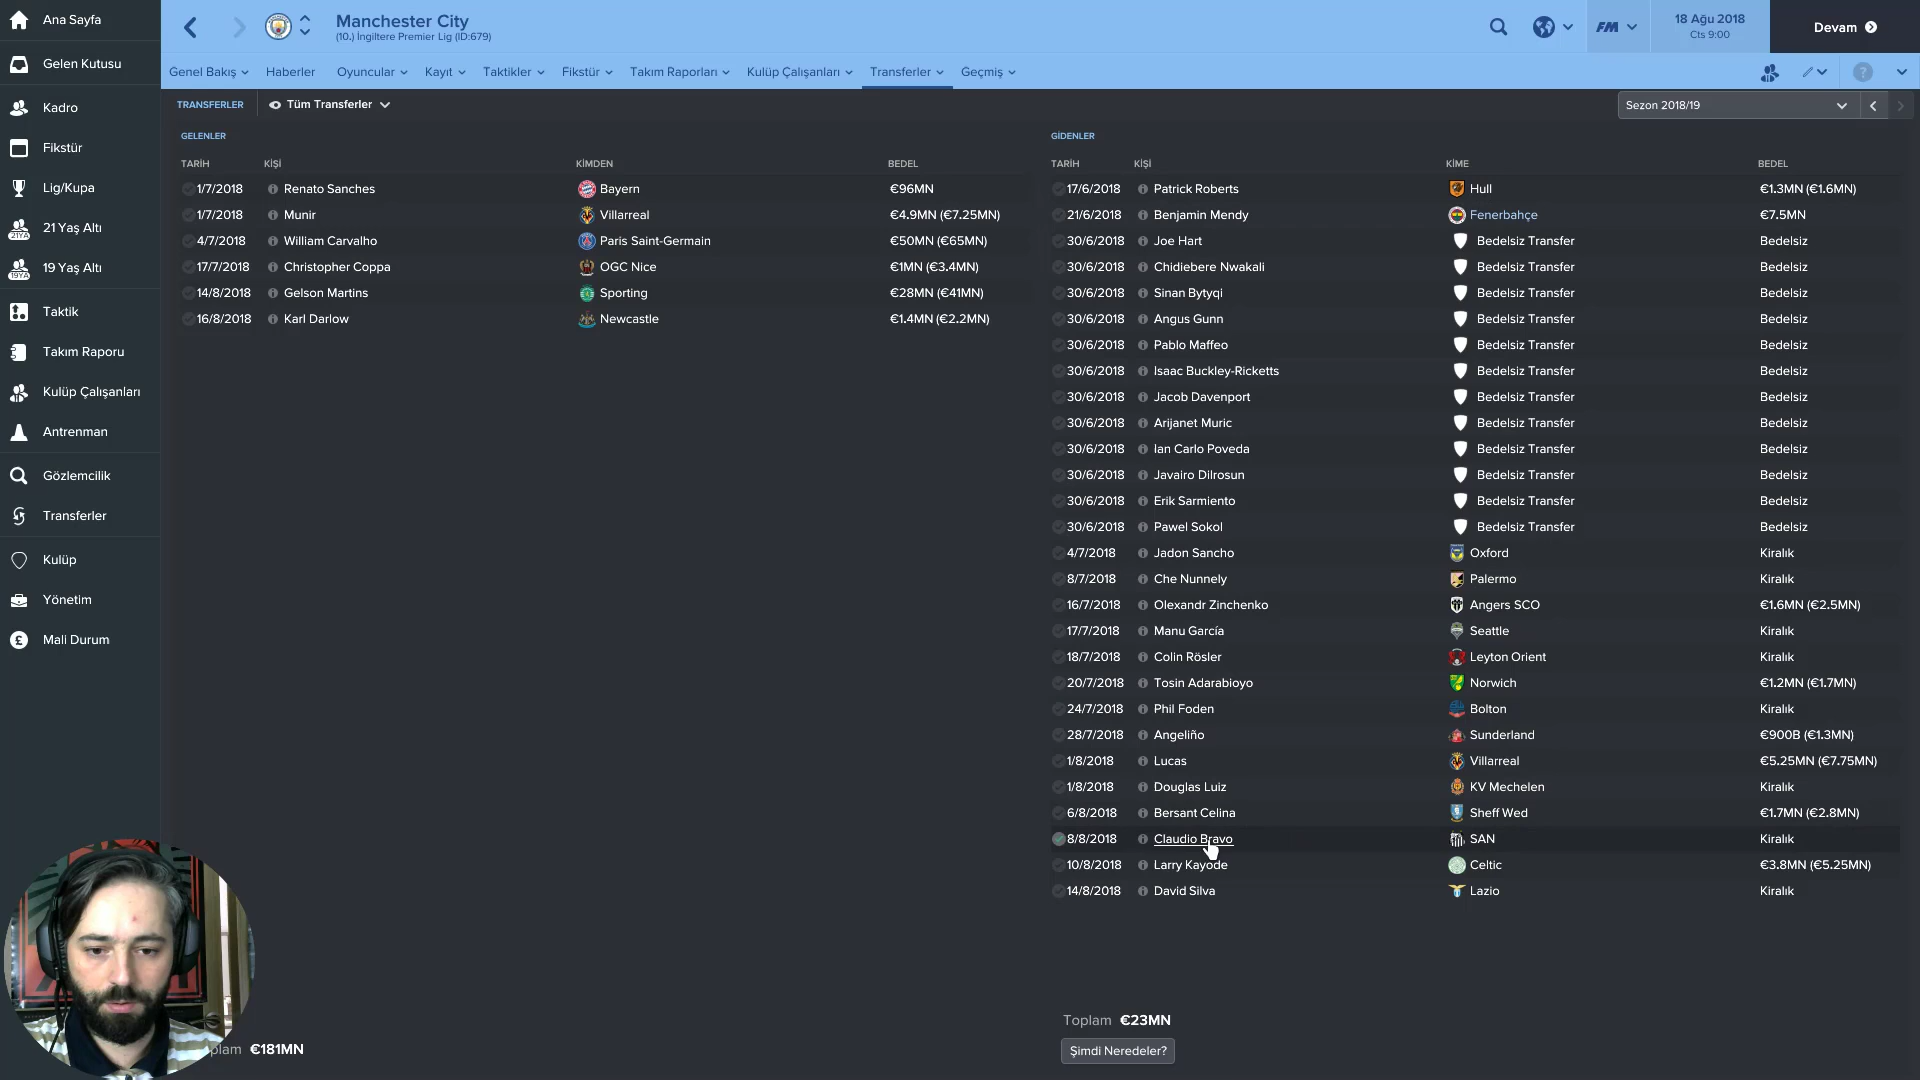 Ana Sayfa
Gelen Kutusu
Kadro
Fikstür
Lig/Kupa
21 Yaş Altı
19 Yaş Altı
Taktik
Takım Raporu
Kulüp Çalışanları
Antrenman
Gözlemcilik
Transferler
Kulüp
Yönetim
Mali Durum
Manchester City
(10.) İngiltere Premier Lig (ID:679)
FM
18 Ağu 2018
Cts 9:00
Devam
Genel Bakış Haberler Oyuncular Kayıt Taktikler Fikstür Takım Raporları Kulüp Çalışanları Transferler Geçmiş
TRANSFERLER Tüm Transferler
Sezon 2018/19
GELENLER
TARİH KİŞİ KİMDEN BEDEL
1/7/2018 Renato Sanches Bayern €96MN
1/7/2018 Munir Villarreal €4.9MN (€7.25MN)
4/7/2018 William Carvalho Paris Saint-Germain €50MN (€65MN)
17/7/2018 Christopher Coppa OGC Nice €1MN (€3.4MN)
14/8/2018 Gelson Martins Sporting €28MN (€41MN)
16/8/2018 Karl Darlow Newcastle €1.4MN (€2.2MN)
plam €181MN
GİDENLER
TARİH KİŞİ KİME BEDEL
17/6/2018 Patrick Roberts Hull €1.3MN (€1.6MN)
21/6/2018 Benjamin Mendy Fenerbahçe €7.5MN
30/6/2018 Joe Hart Bedelsiz Transfer Bedelsiz
30/6/2018 Chidiebere Nwakali Bedelsiz Transfer Bedelsiz
30/6/2018 Sinan Bytyqi Bedelsiz Transfer Bedelsiz
30/6/2018 Angus Gunn Bedelsiz Transfer Bedelsiz
30/6/2018 Pablo Maffeo Bedelsiz Transfer Bedelsiz
30/6/2018 Isaac Buckley-Ricketts Bedelsiz Transfer Bedelsiz
30/6/2018 Jacob Davenport Bedelsiz Transfer Bedelsiz
30/6/2018 Arijanet Muric Bedelsiz Transfer Bedelsiz
30/6/2018 Ian Carlo Poveda Bedelsiz Transfer Bedelsiz
30/6/2018 Javairo Dilrosun Bedelsiz Transfer Bedelsiz
30/6/2018 Erik Sarmiento Bedelsiz Transfer Bedelsiz
30/6/2018 Pawel Sokol Bedelsiz Transfer Bedelsiz
4/7/2018 Jadon Sancho Oxford Kiralık
8/7/2018 Che Nunnely Palermo Kiralık
16/7/2018 Olexandr Zinchenko Angers SCO €1.6MN (€2.5MN)
17/7/2018 Manu García Seattle Kiralık
18/7/2018 Colin Rösler Leyton Orient Kiralık
20/7/2018 Tosin Adarabioyo Norwich €1.2MN (€1.7MN)
24/7/2018 Phil Foden Bolton Kiralık
28/7/2018 Angeliño Sunderland €900B (€1.3MN)
1/8/2018 Lucas Villarreal €5.25MN (€7.75MN)
1/8/2018 Douglas Luiz KV Mechelen Kiralık
6/8/2018 Bersant Celina Sheff Wed €1.7MN (€2.8MN)
8/8/2018 Claudio Bravo SAN Kiralık
10/8/2018 Larry Kayode Celtic €3.8MN (€5.25MN)
14/8/2018 David Silva Lazio Kiralık
Toplam €23MN
Şimdi Neredeler?